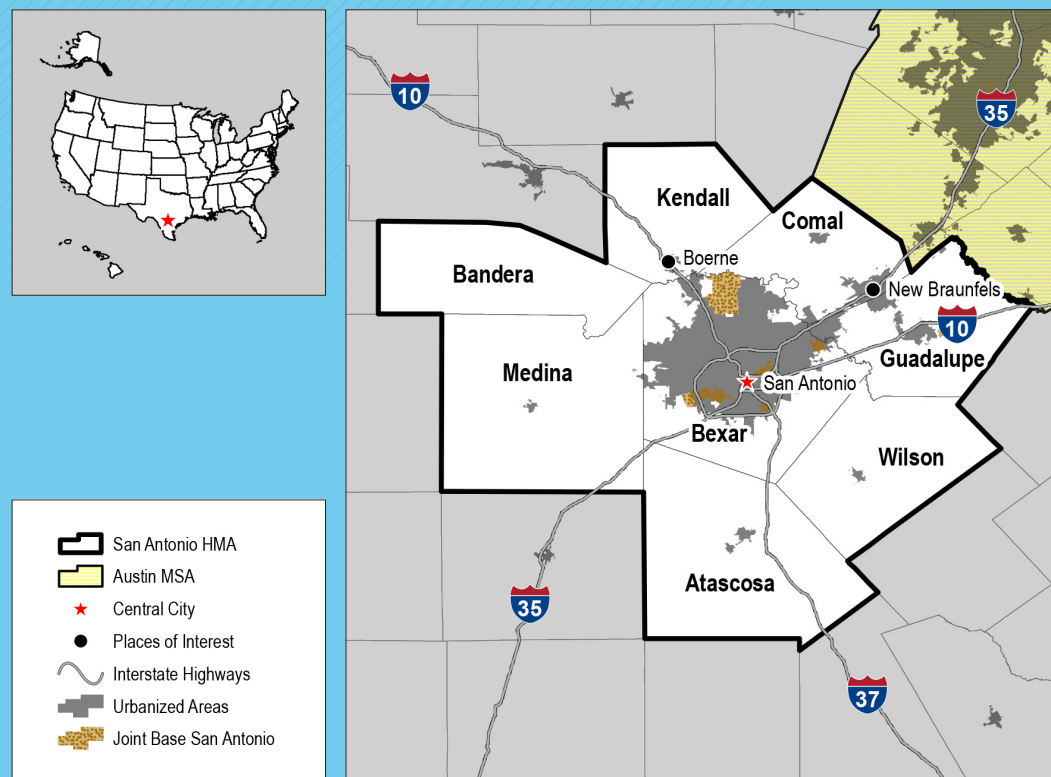 10
35
Kendall
Comal
Boerne
Bandera
New Braunfels
10
Medina
Guadalupe
San Antonio
Bexar
Wilson
Atascosa
35
37
San Antonio HMA
Austin MSA
Central City
Places of Interest
Interstate Highways
Urbanized Areas
Joint Base San Antonio